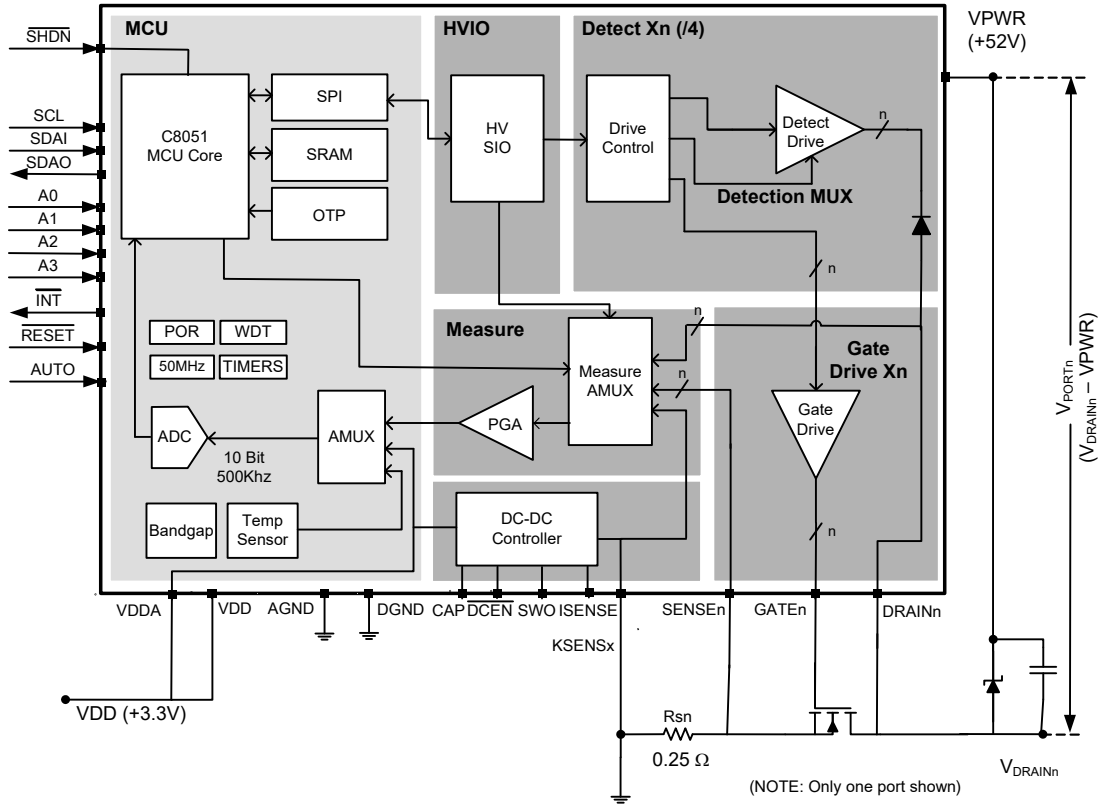 MCU
HVIO
Detect Xn (/4)
VPWR
(+52V)
SHDN
SCL
SDAI
SDAO
A0
A1
A2
A3
INT
RESET
AUTO
C8051
MCU Core
SPI
SRAM
OTP
HV
SIO
Drive
Control
Detect
Drive
n
Detection MUX
n
POR
WDT
50MHz
TIMERS
Measure
Measure
AMUX
n
n
Gate
Drive Xn
Gate
Drive
n
ADC
10 Bit
500Khz
AMUX
PGA
Bandgap
Temp
Sensor
DC-DC
Controller
VPORTn
(VDRAINn – VPWR)
VDDA
VDD
AGND
DGND
CAP
DCEN
SWO
ISENSE
KSENSx
SENSEn
GATEn
DRAINn
VDD (+3.3V)
Rsn
0.25 Ω
(NOTE: Only one port shown)
VDRAINn